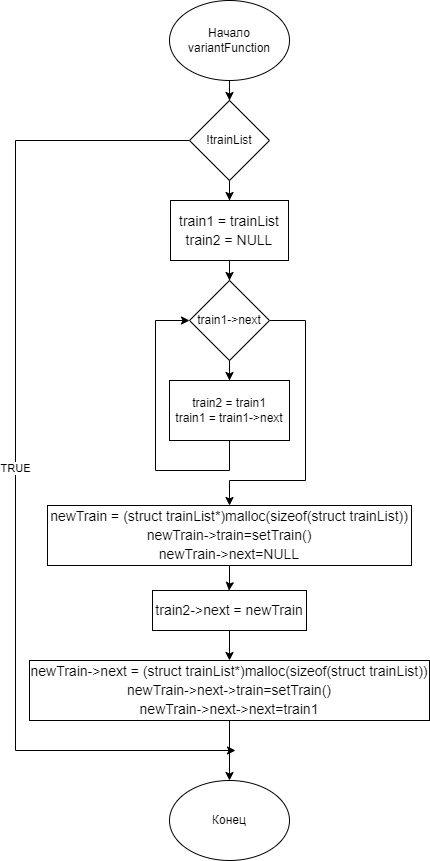 Начало
variantFunction
!trainList
train1 = trainList
train2 = NULL
train1->next
train2 = train1
train1 = train1->next
TRUE
newTrain = (struct trainList*)malloc(sizeof(struct trainList))
newTrain->train=setTrain()
newTrain->next=NULL
train2->next = newTrain
newTrain->next = (struct trainList*)malloc(sizeof(struct trainList))
newTrain->next->train=setTrain()
newTrain->next->next=train1
Конец